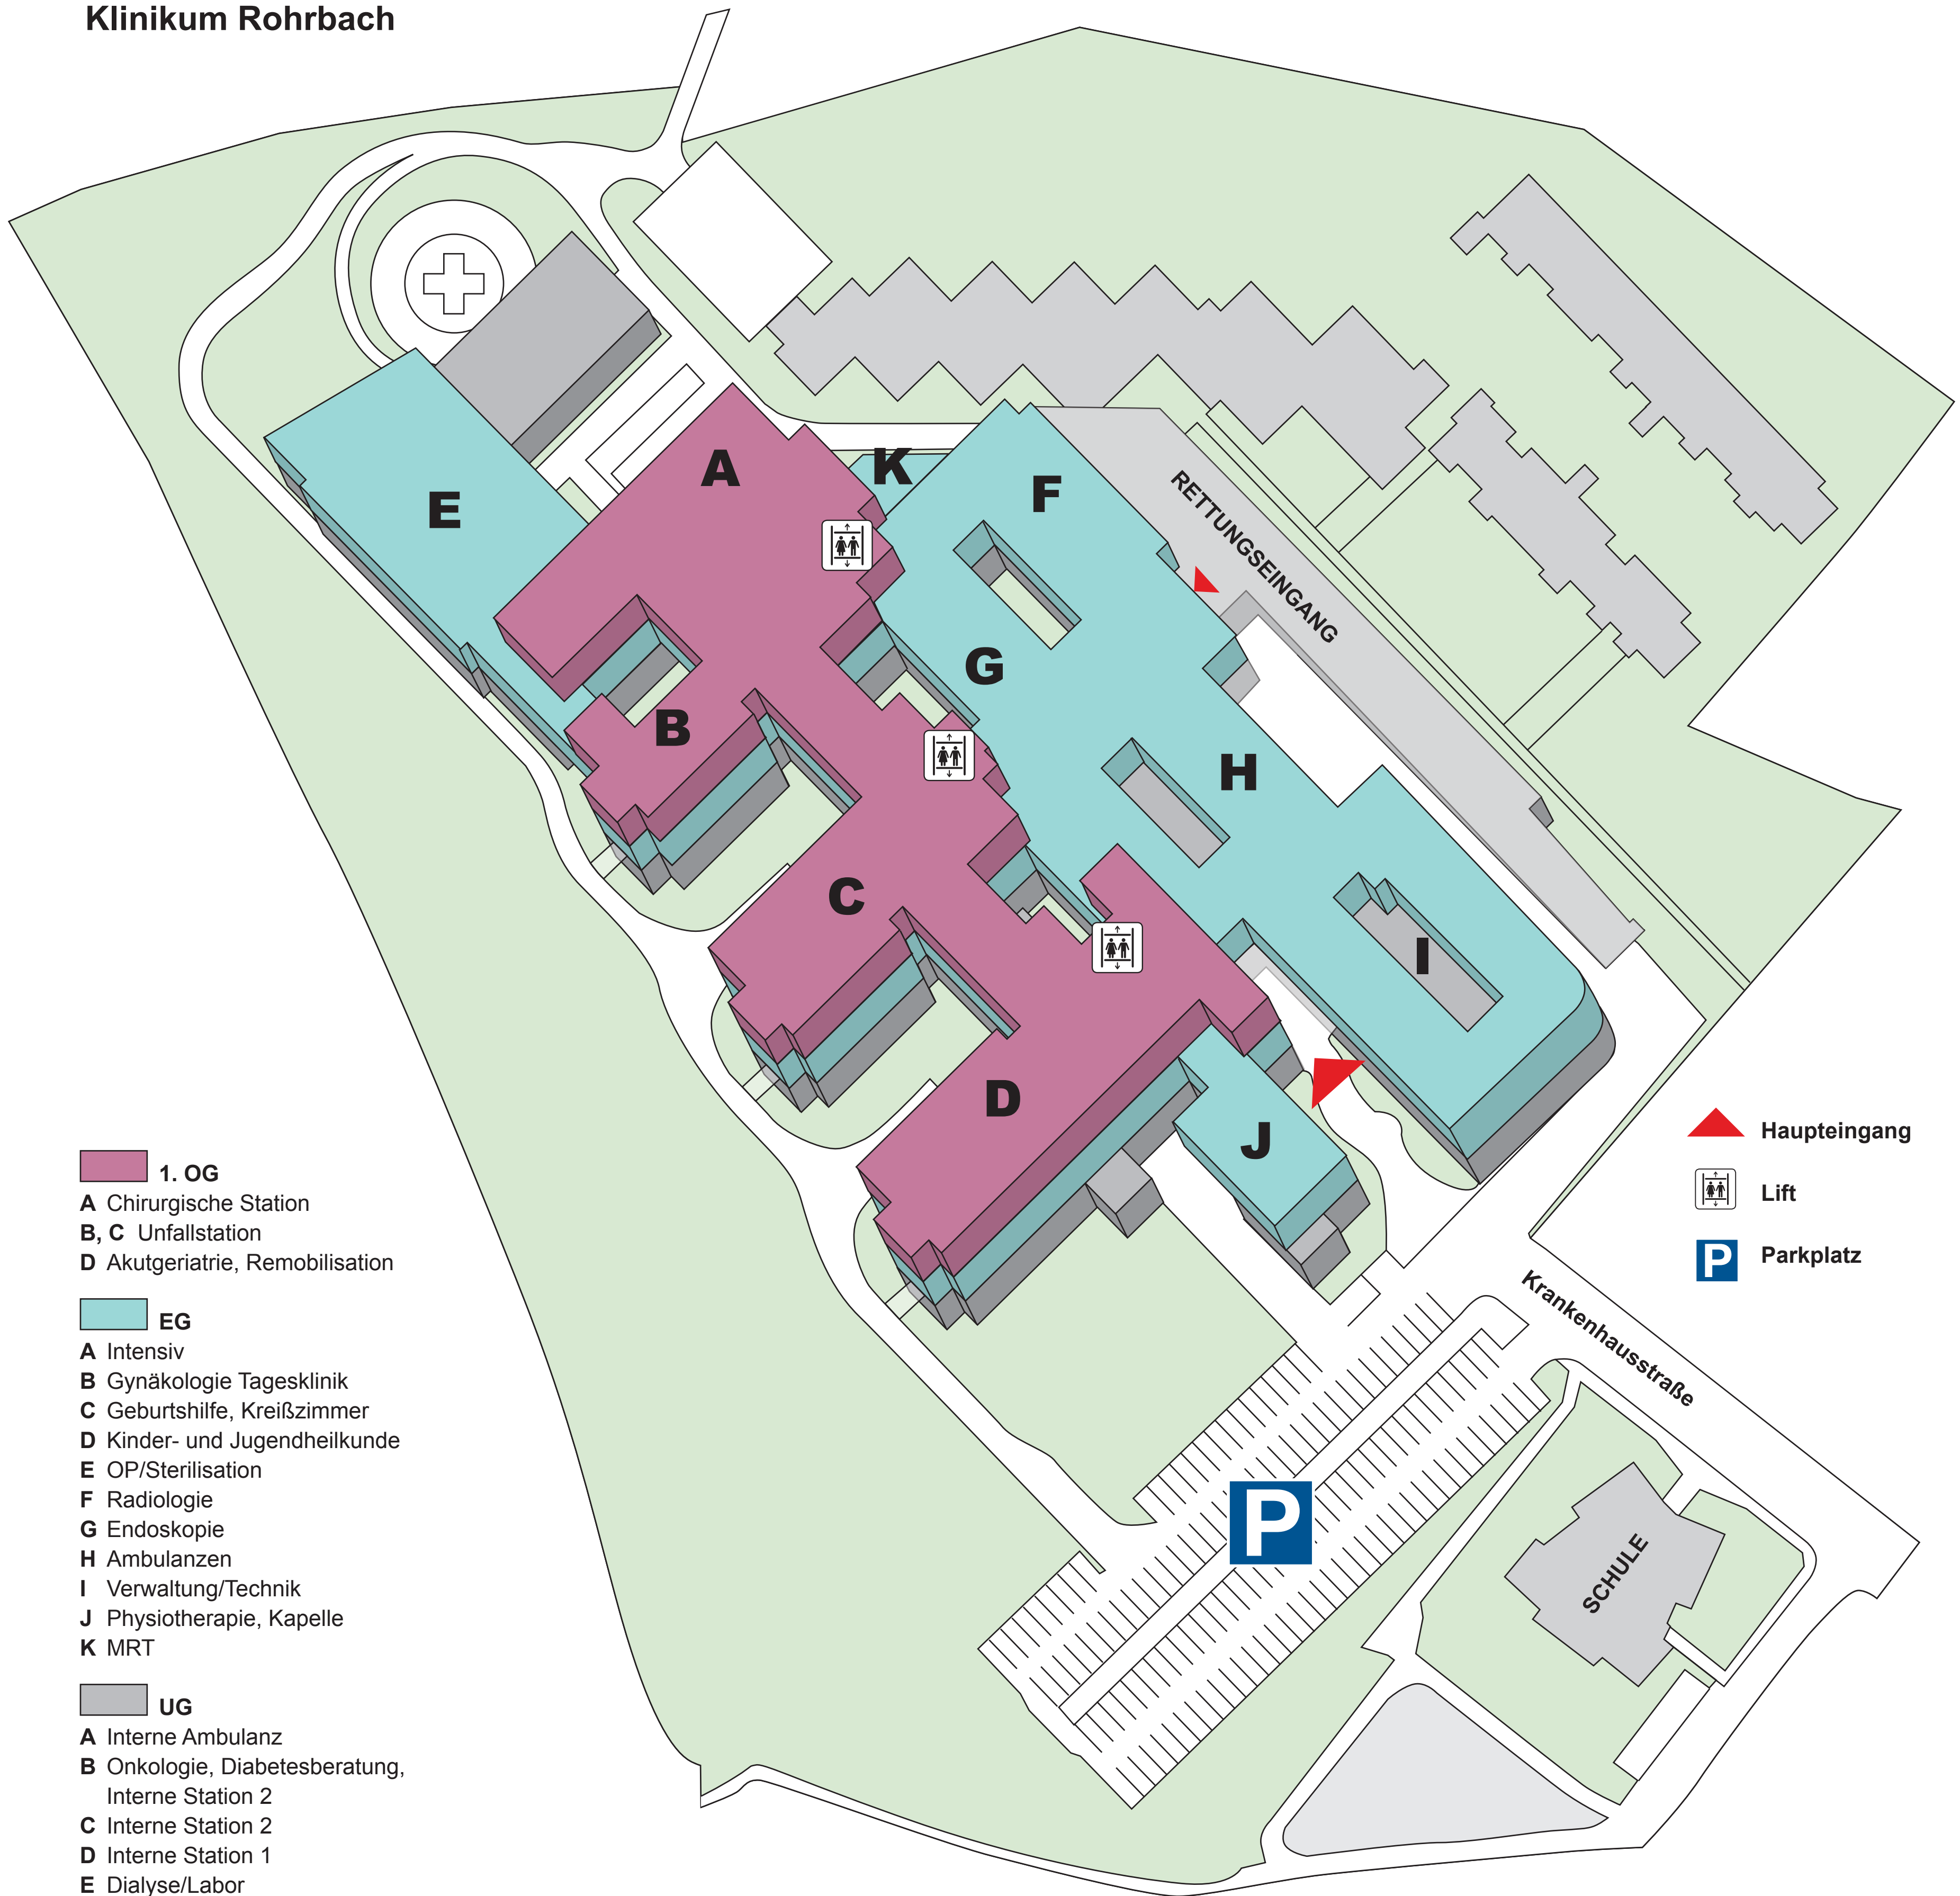 Klinikum Rohrbach
A
K
F
E
RETTUNGSEINGANG
G
B
H
C
I
D
J
Haupteingang
Lift
P Parkplatz
Krankenhausstraße
P
SCHULE
1. OG
A Chirurgische Station
B, C Unfallstation
D Akutgeriatrie, Remobilisation
EG
A Intensiv
B Gynäkologie Tagesklinik
C Geburtshilfe, Kreißzimmer
D Kinder- und Jugendheilkunde
E OP/Sterilisation
F Radiologie
G Endoskopie
H Ambulanzen
I Verwaltung/Technik
J Physiotherapie, Kapelle
K MRT
UG
A Interne Ambulanz
B Onkologie, Diabetesberatung,
Interne Station 2
C Interne Station 2
D Interne Station 1
E Dialyse/Labor